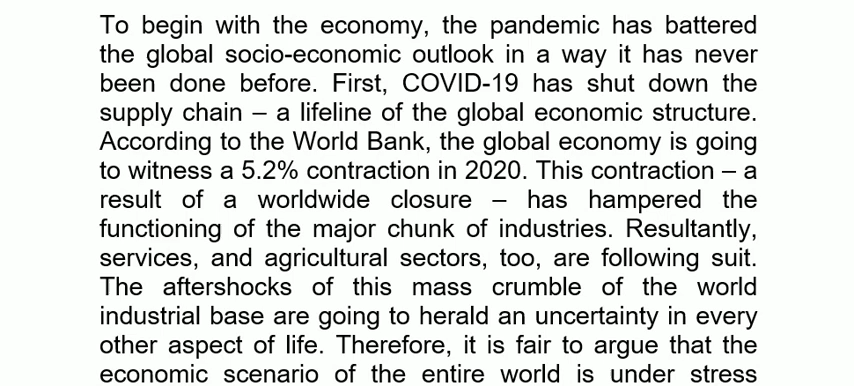 To begin with the economy, the pandemic has battered
the global socio-economic outlook in a way it has never
been done before. First, COVID-19 has shut down the
supply chain – a lifeline of the global economic structure.
According to the World Bank, the global economy is going
to witness a 5.2% contraction in 2020. This contraction – a
result of a worldwide closure – has hampered the
functioning of the major chunk of industries. Resultantly,
services, and agricultural sectors, too, are following suit.
The aftershocks of this mass crumble of the world
industrial base are going to herald an uncertainty in every
other aspect of life. Therefore, it is fair to argue that the
economic scenario of the entire world is under stress